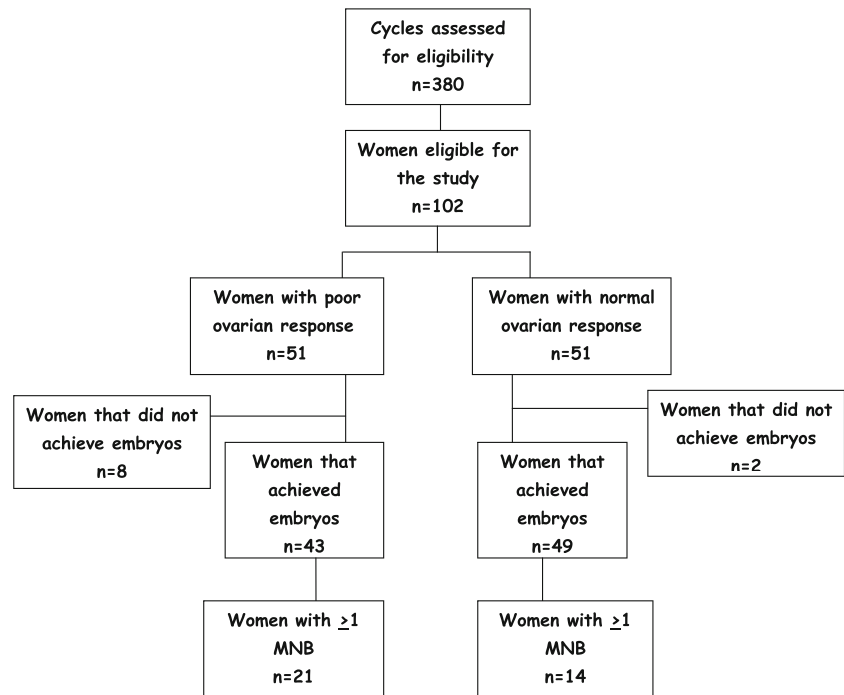 Cycles assessed
for eligibility
n=380
Women eligible for
the study
n=102
Women with poor
ovarian response
n=51
Women with normal
ovarian response
n=51
Women that did not
achieve embryos
n=8
Women that did not
achieve embryos
n=2
Women that
achieved
embryos
n=43
Women that
achieved
embryos
n=49
Women with ≥1
MNB
n=21
Women with ≥1
MNB
n=14